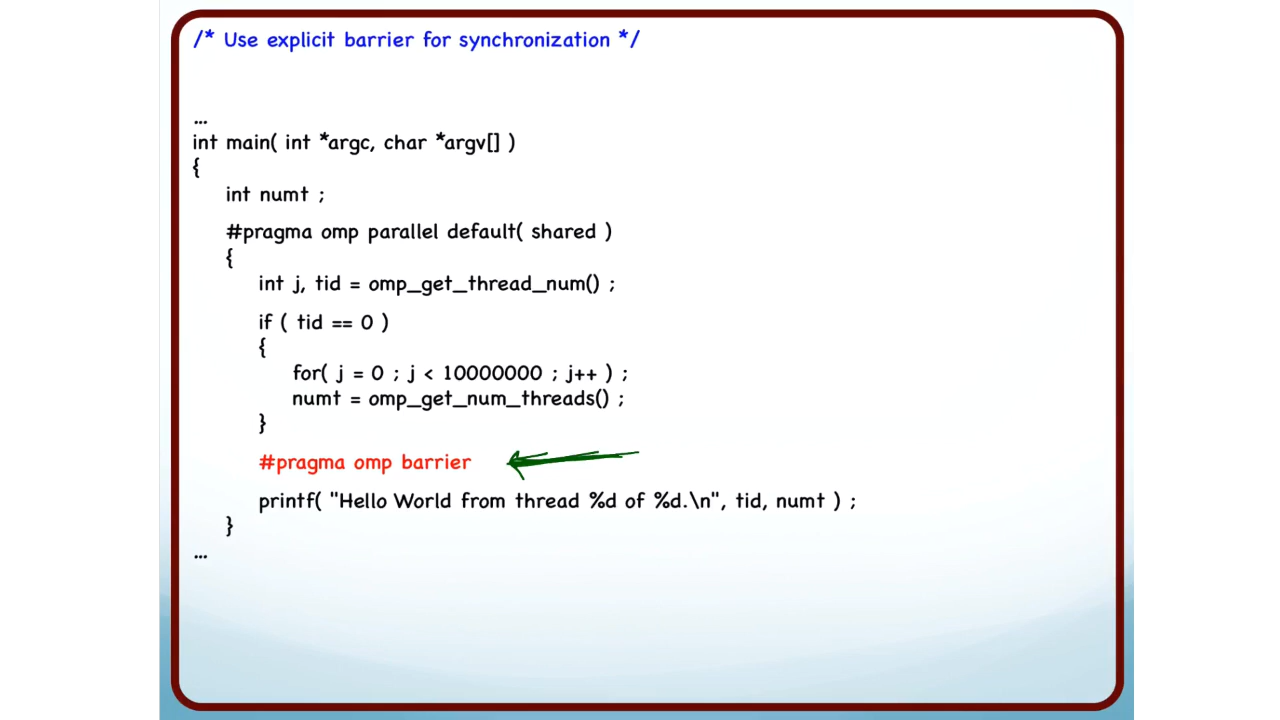 /* Use explicit barrier for synchronization */
...
int main( int *argc, char *argv[] )
{
int numt ;
#pragma omp parallel default( shared )
{
int j, tid = omp_get_thread_num() ;
if ( tid == 0 )
{
for( j = 0 ; j < 10000000 ; j++ ) ;
numt = omp_get_num_threads() ;
}
#pragma omp barrier
printf( "Hello World from thread %d of %d.\n", tid, numt ) ;
}
...